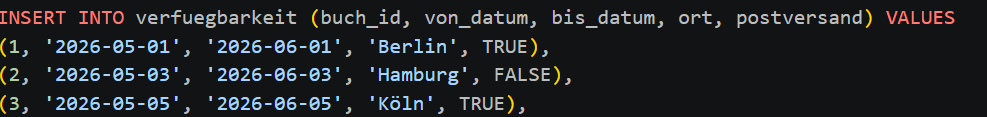 INSERT INTO verfuegbarkeit (buch_id, von_datum, bis_datum, ort, postversand) VALUES
(1, '2026-05-01', '2026-06-01', 'Berlin', TRUE),
(2, '2026-05-03', '2026-06-03', 'Hamburg', FALSE),
(3, '2026-05-05', '2026-06-05', 'Köln', TRUE),